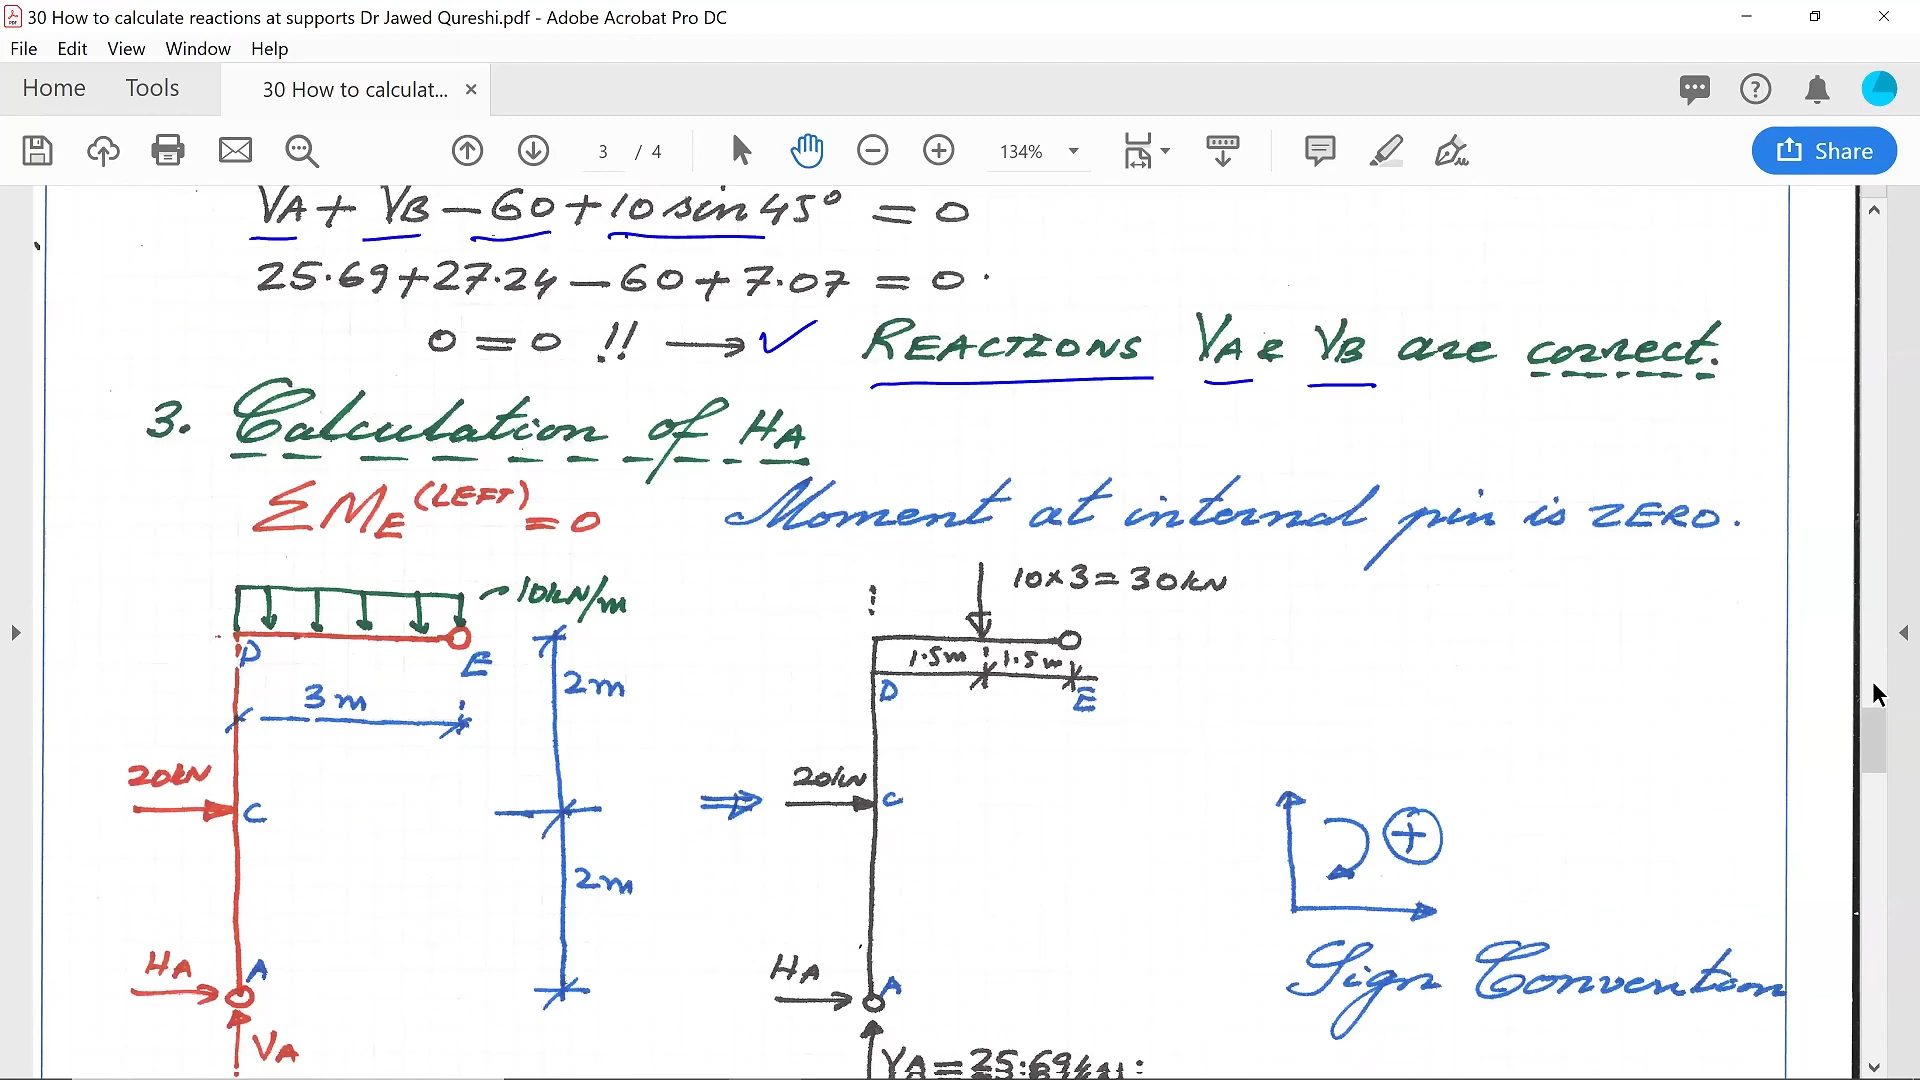 30 How to calculate reactions at supports Dr Jawed Qureshi.pdf - Adobe Acrobat Pro DC
File Edit View Window Help
Home Tools 30 How to calculat... ×
3 / 4 134% Share
VA + VB - 60 + 10 sin 45° = 0
25.69 + 27.24 - 60 + 7.07 = 0
0 = 0 !! → ✓ REACTIONS VA & VB are correct.
3. Calculation of HA
ΣME (LEFT) = 0 Moment at internal pin is ZERO.
10kN/m
10×3 = 30kN
D E
3m
2m
1.5m 1.5m
D E
20kN
C
20kN
C
+
2m
HA A
HA A
Sign Convention
VA
VA = 25.69kN